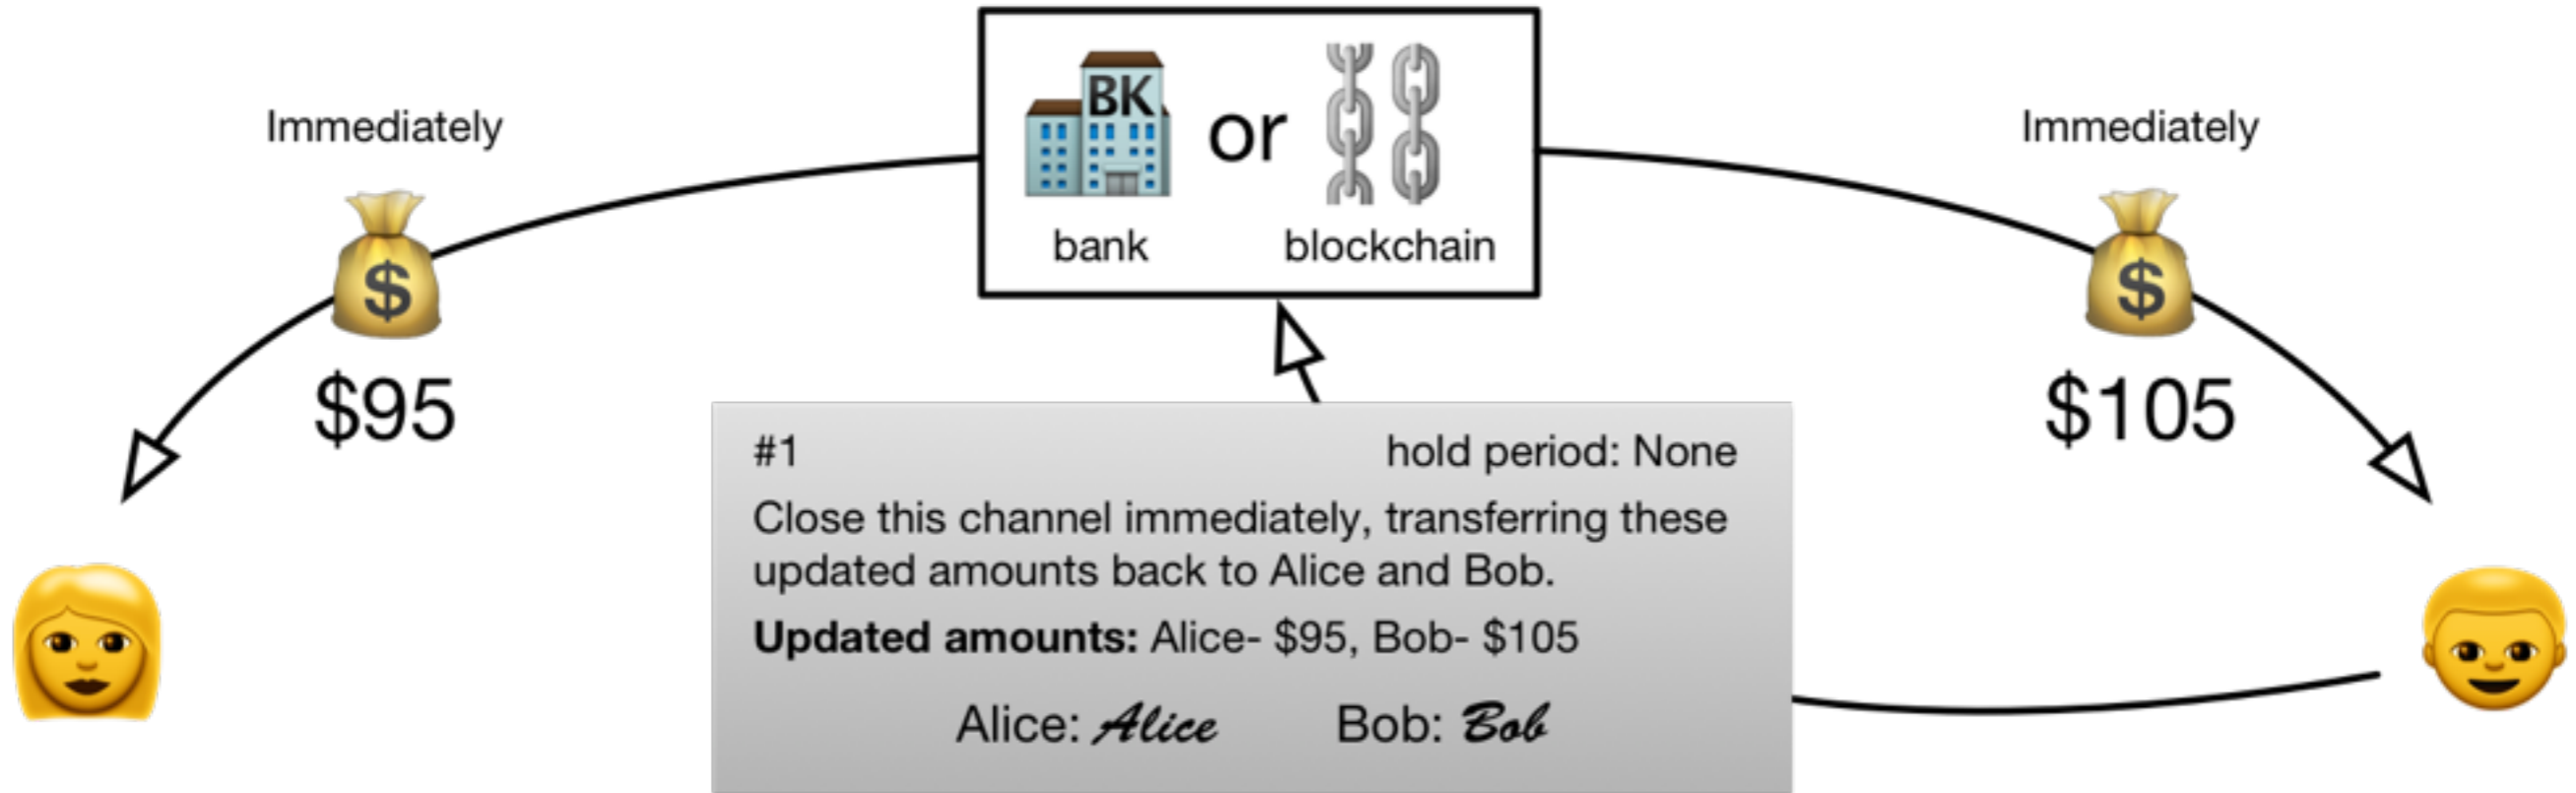 BK
or
bank
blockchain
Immediately
$
$95
Immediately
$
$105
#1 hold period: None
Close this channel immediately, transferring these
updated amounts back to Alice and Bob.
Updated amounts: Alice- $95, Bob- $105
Alice: Alice Bob: Bob